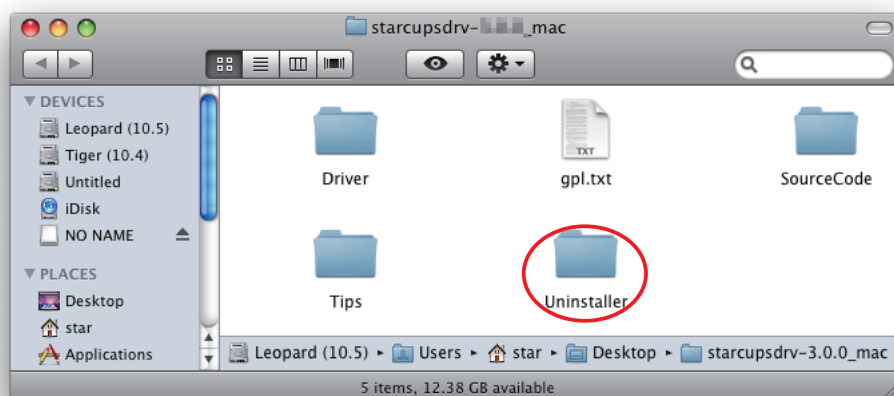 starcupsdrv-_mac
DEVICES
Leopard (10.5)
Tiger (10.4)
Untitled
iDisk
NO NAME
PLACES
Desktop
star
Applications
Driver
TXT
gpl.txt
SourceCode
Tips
Uninstaller
Leopard (10.5) ▸ Users ▸ star ▸ Desktop ▸ starcupsdrv-3.0.0_mac
5 items, 12.38 GB available